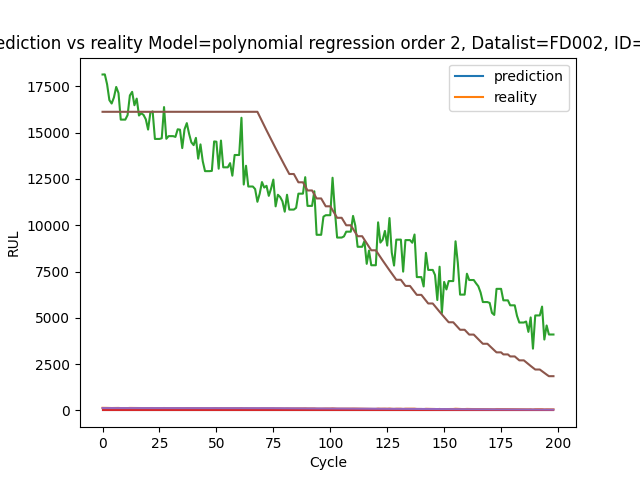 ediction vs reality Model=polynomial regression order 2, Datalist=FD002, ID=
prediction
reality
17500
15000
12500
10000
7500
5000
2500
0
RUL
0 25 50 75 100 125 150 175 200
Cycle